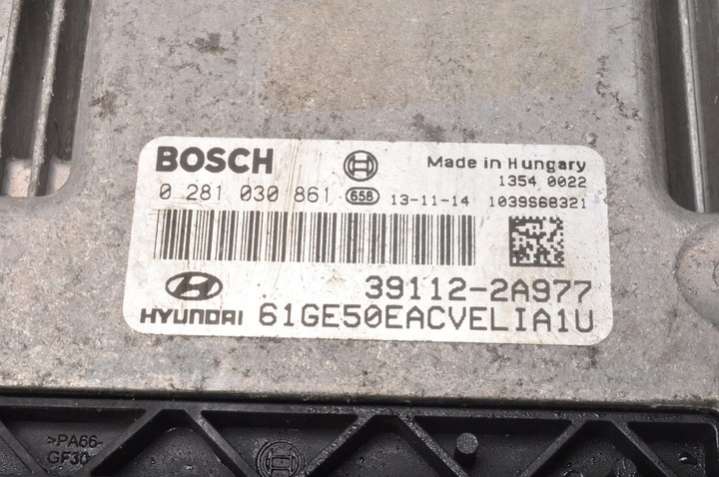 BOSCH
Made in Hungary
1354 0022
0 281 030 861 658 13-11-14 1039S68321
39112-2A977
HYUNDAI 61GE50EACVELIA1U
>PA66-
GF30